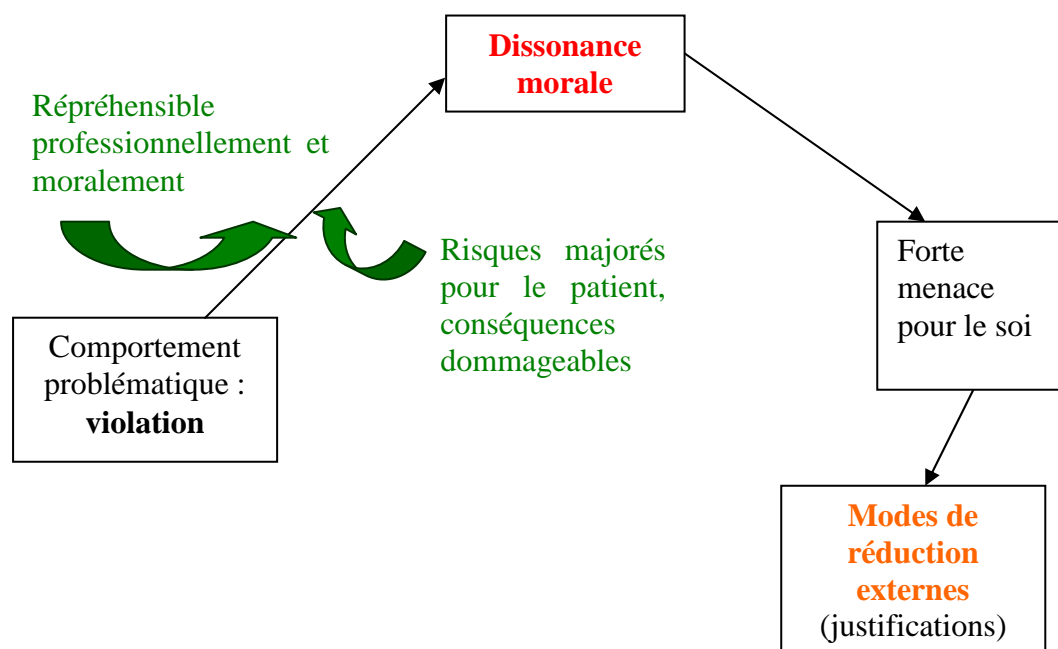 Dissonance
morale
Répréhensible
professionnellement et
moralement
Risques majorés
pour le patient,
conséquences
dommageables
Forte
menace
pour le soi
Comportement
problématique :
violation
Modes de
réduction
externes
(justifications)